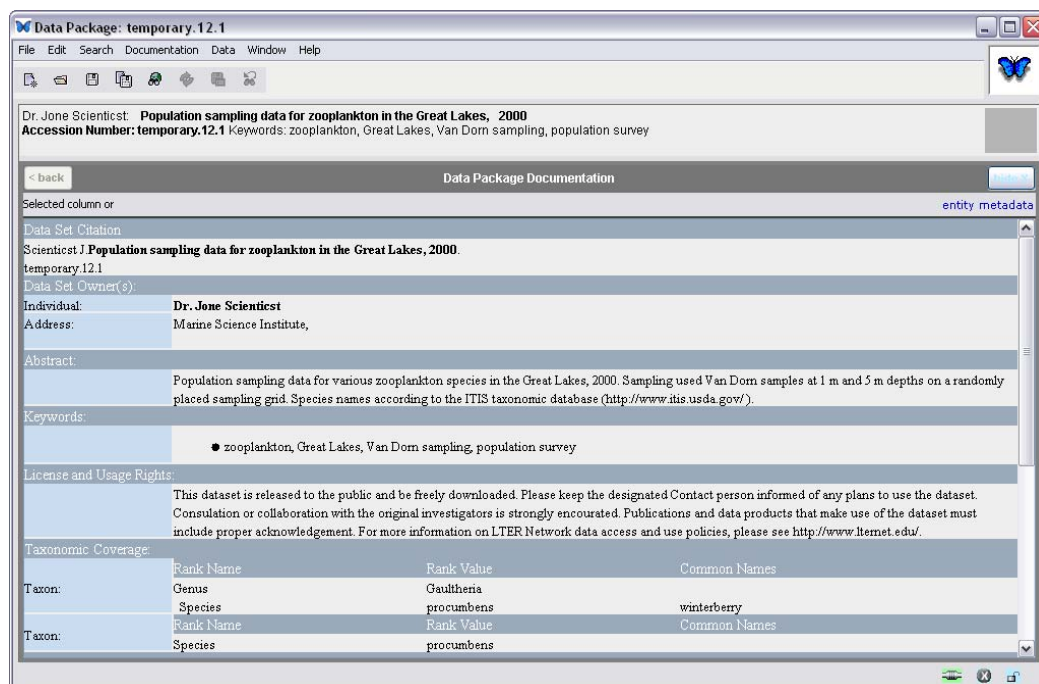 Data Package: temporary.12.1
File Edit Search Documentation Data Window Help
Dr. Jone Scienticst: Population sampling data for zooplankton in the Great Lakes, 2000
Accession Number: temporary.12.1 Keywords: zooplankton, Great Lakes, Van Dorn sampling, population survey
< back
Data Package Documentation
Selected column or
entity metadata
Data Set Citation
Scienticst J.Population sampling data for zooplankton in the Great Lakes, 2000.
temporary.12.1
Data Set Owner(s):
Individual: Dr. Jone Scienticst
Address: Marine Science Institute,
Abstract:
Population sampling data for various zooplankton species in the Great Lakes, 2000. Sampling used Van Dorn samples at 1 m and 5 m depths on a randomly
placed sampling grid. Species names according to the ITIS taxonomic database (http://www.itis.usda.gov/ ).
Keywords:
zooplankton, Great Lakes, Van Dorn sampling, population survey
License and Usage Rights:
This dataset is released to the public and be freely downloaded. Please keep the designated Contact person informed of any plans to use the dataset.
Consulation or collaboration with the original investigators is strongly encourated. Publications and data products that make use of the dataset must
include proper acknowledgement. For more information on LTER Network data access and use policies, please see http://www.lternet.edu/.
Taxonomic Coverage:
Rank Name Rank Value Common Names
Taxon: Genus Gaultheria
Species procumbens winterberry
Rank Name Rank Value Common Names
Taxon: Species procumbens